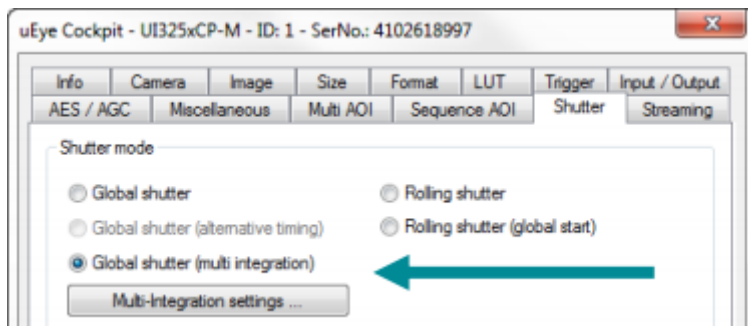 uEye Cockpit - UI325xCP-M - ID: 1 - SerNo.: 4102618997
Info Camera Image Size Format LUT Trigger Input / Output
AES / AGC Miscellaneous Multi AOI Sequence AOI Shutter Streaming
Shutter mode
Global shutter Rolling shutter
Global shutter (alternative timing) Rolling shutter (global start)
Global shutter (multi integration)
Multi-Integration settings ...